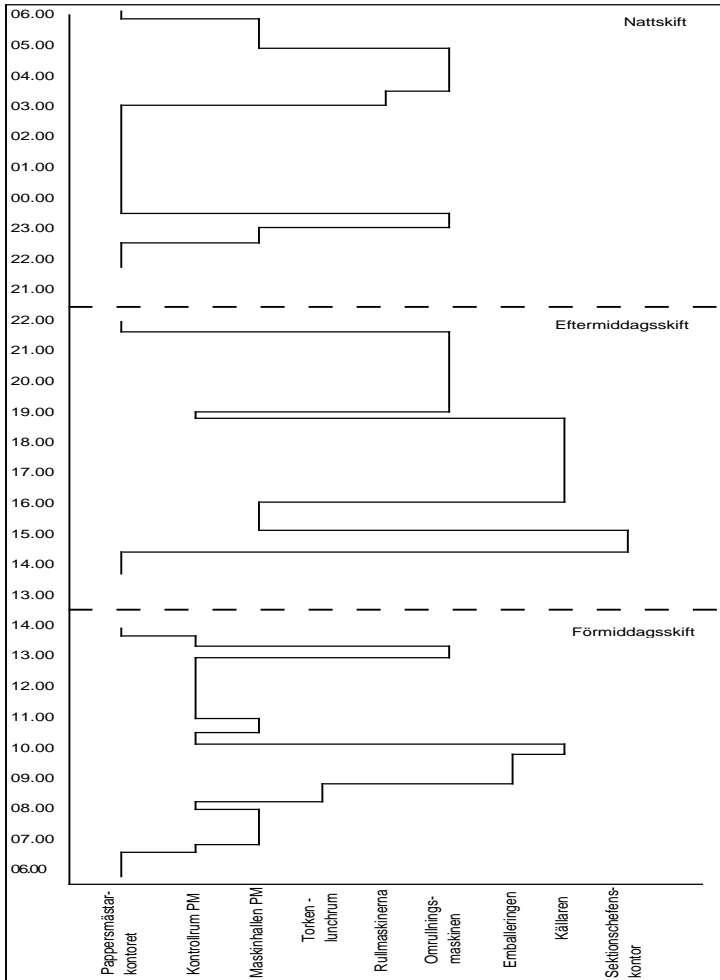 06.00
Nattskift
05.00
04.00
03.00
02.00
01.00
00.00
23.00
22.00
21.00
22.00
Eftermiddagsskift
21.00
20.00
19.00
18.00
17.00
16.00
15.00
14.00
13.00
14.00
Förmiddagsskift
13.00
12.00
11.00
10.00
09.00
08.00
07.00
06.00
Pappersmästar-
kontoret
Kontrollrum PM
Maskinhallen PM
Torken -
lunchrum
Rullmaskinerna
Omrullnings-
maskinen
Emballeringen
Källaren
Sektionschefens-
kontor